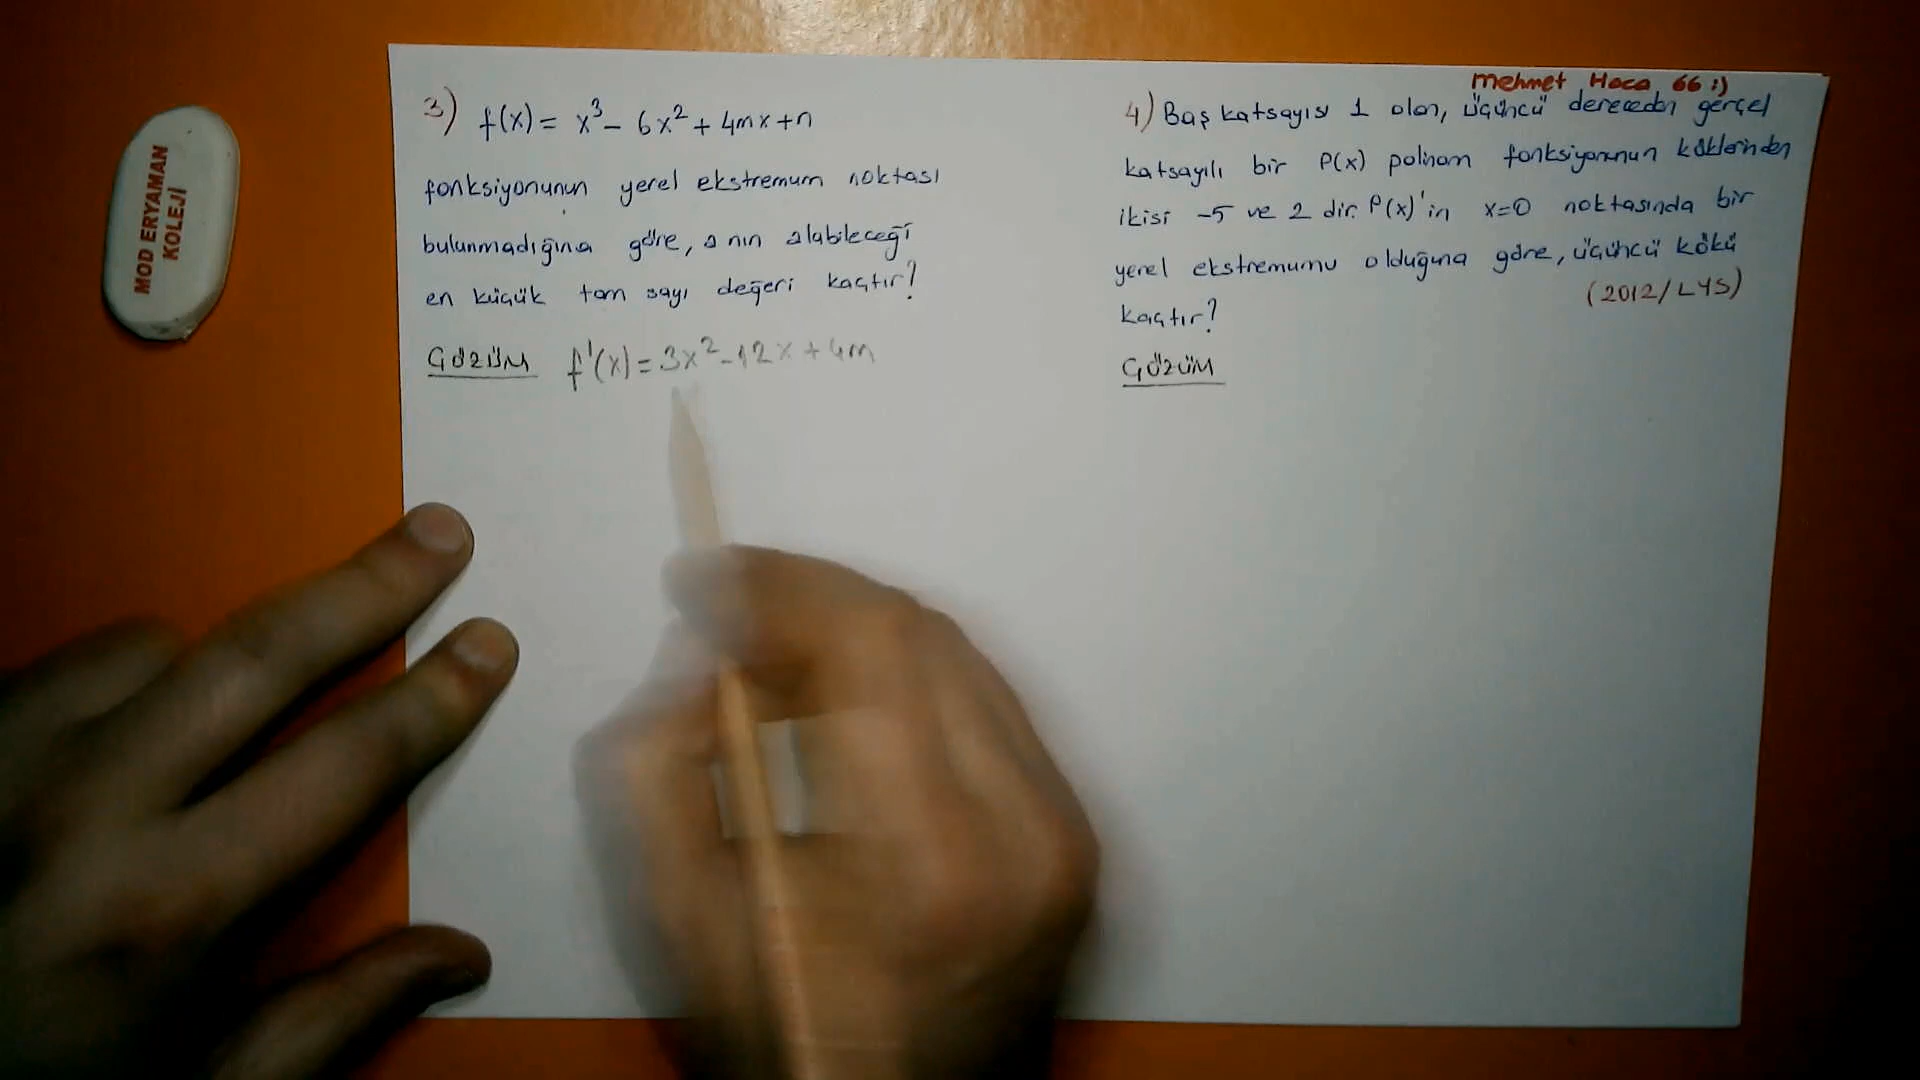 MOD ERYAMAN
KOLEJİ
3) f(x) = x³ - 6x² + 4mx + n
fonksiyonunun yerel ekstremum noktası
bulunmadığına göre, a nın alabileceği
en küçük tam sayı değeri kaçtır?
ÇÖZÜM f'(x) = 3x² - 12x + 4m
Mehmet Hoca 66 :)
4) Baş katsayısı 1 olan, üçüncü dereceden gerçel
katsayılı bir P(x) polinom fonksiyonunun köklerinden
ikisi -5 ve 2 dir. P(x)'in x=0 noktasında bir
yerel ekstremumu olduğuna göre, üçüncü kökü
kaçtır?
(2012/LYS)
ÇÖZÜM